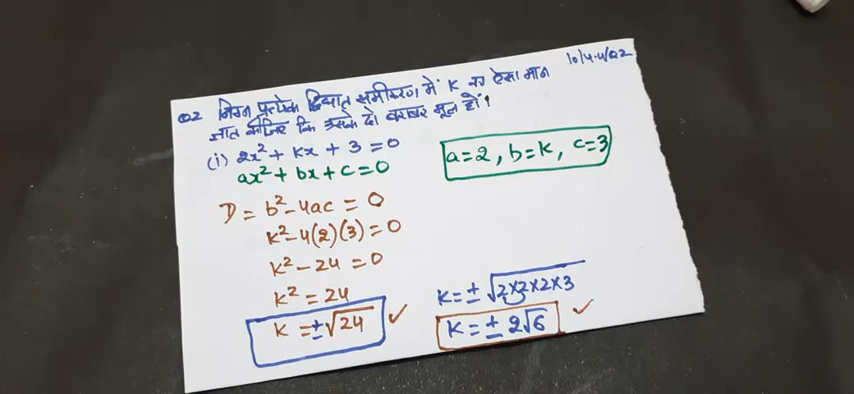 Q2 निम्न प्रत्येक द्विघात समीकरण में K का ऐसा मान 10/4.4/Q2
ज्ञात कीजिए कि उसके दो बराबर मूल हों।
(i) 2x² + Kx + 3 = 0
ax² + bx + c = 0
a=2, b=K, c=3
D = b² - 4ac = 0
K² - 4(2)(3) = 0
K² - 24 = 0
K² = 24
K = ±√24 ✓
K = ±√2×2×2×3
K = ±2√6 ✓